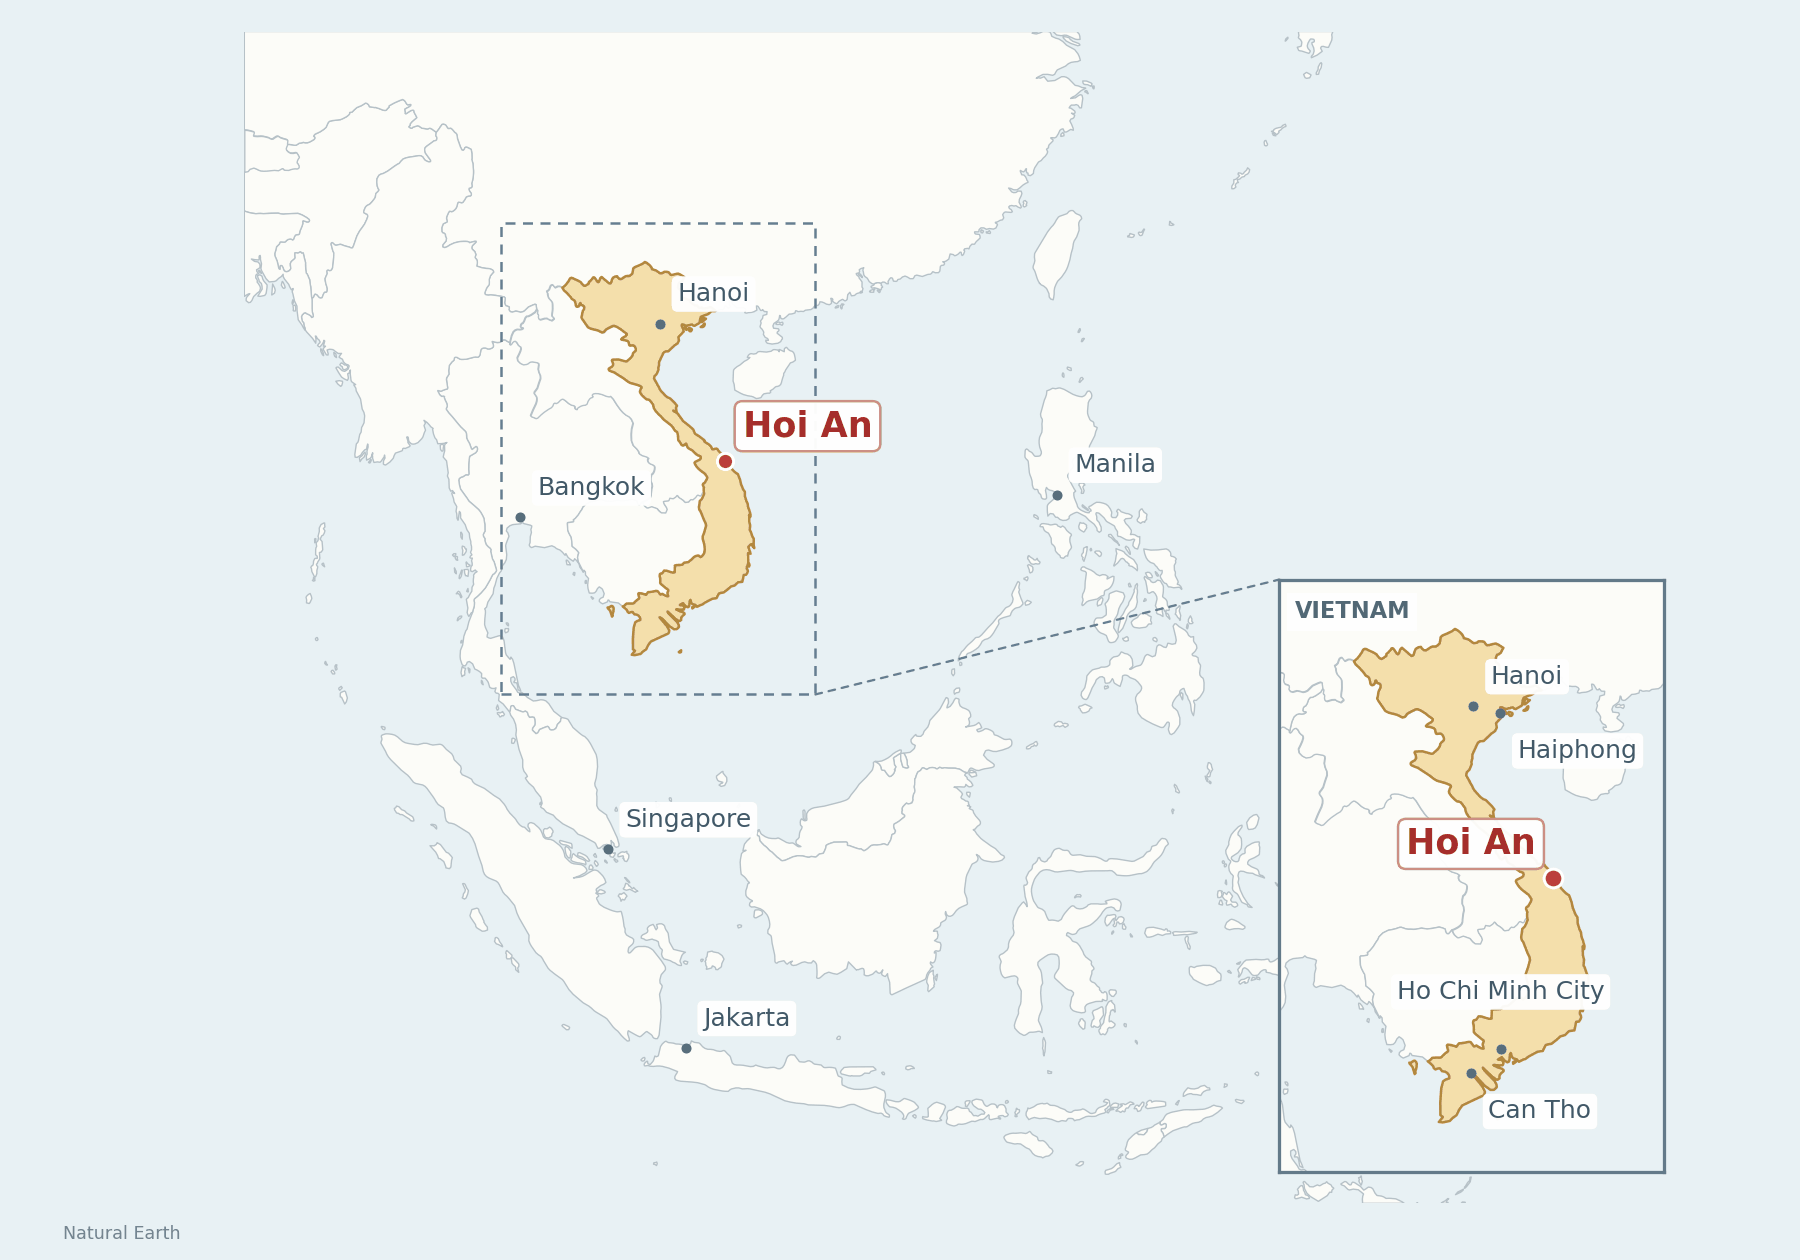 Hanoi
Hoi An
Manila
Bangkok
VIETNAM
Hanoi
Haiphong
Singapore
Hoi An
Ho Chi Minh City
Jakarta
Can Tho
Natural Earth